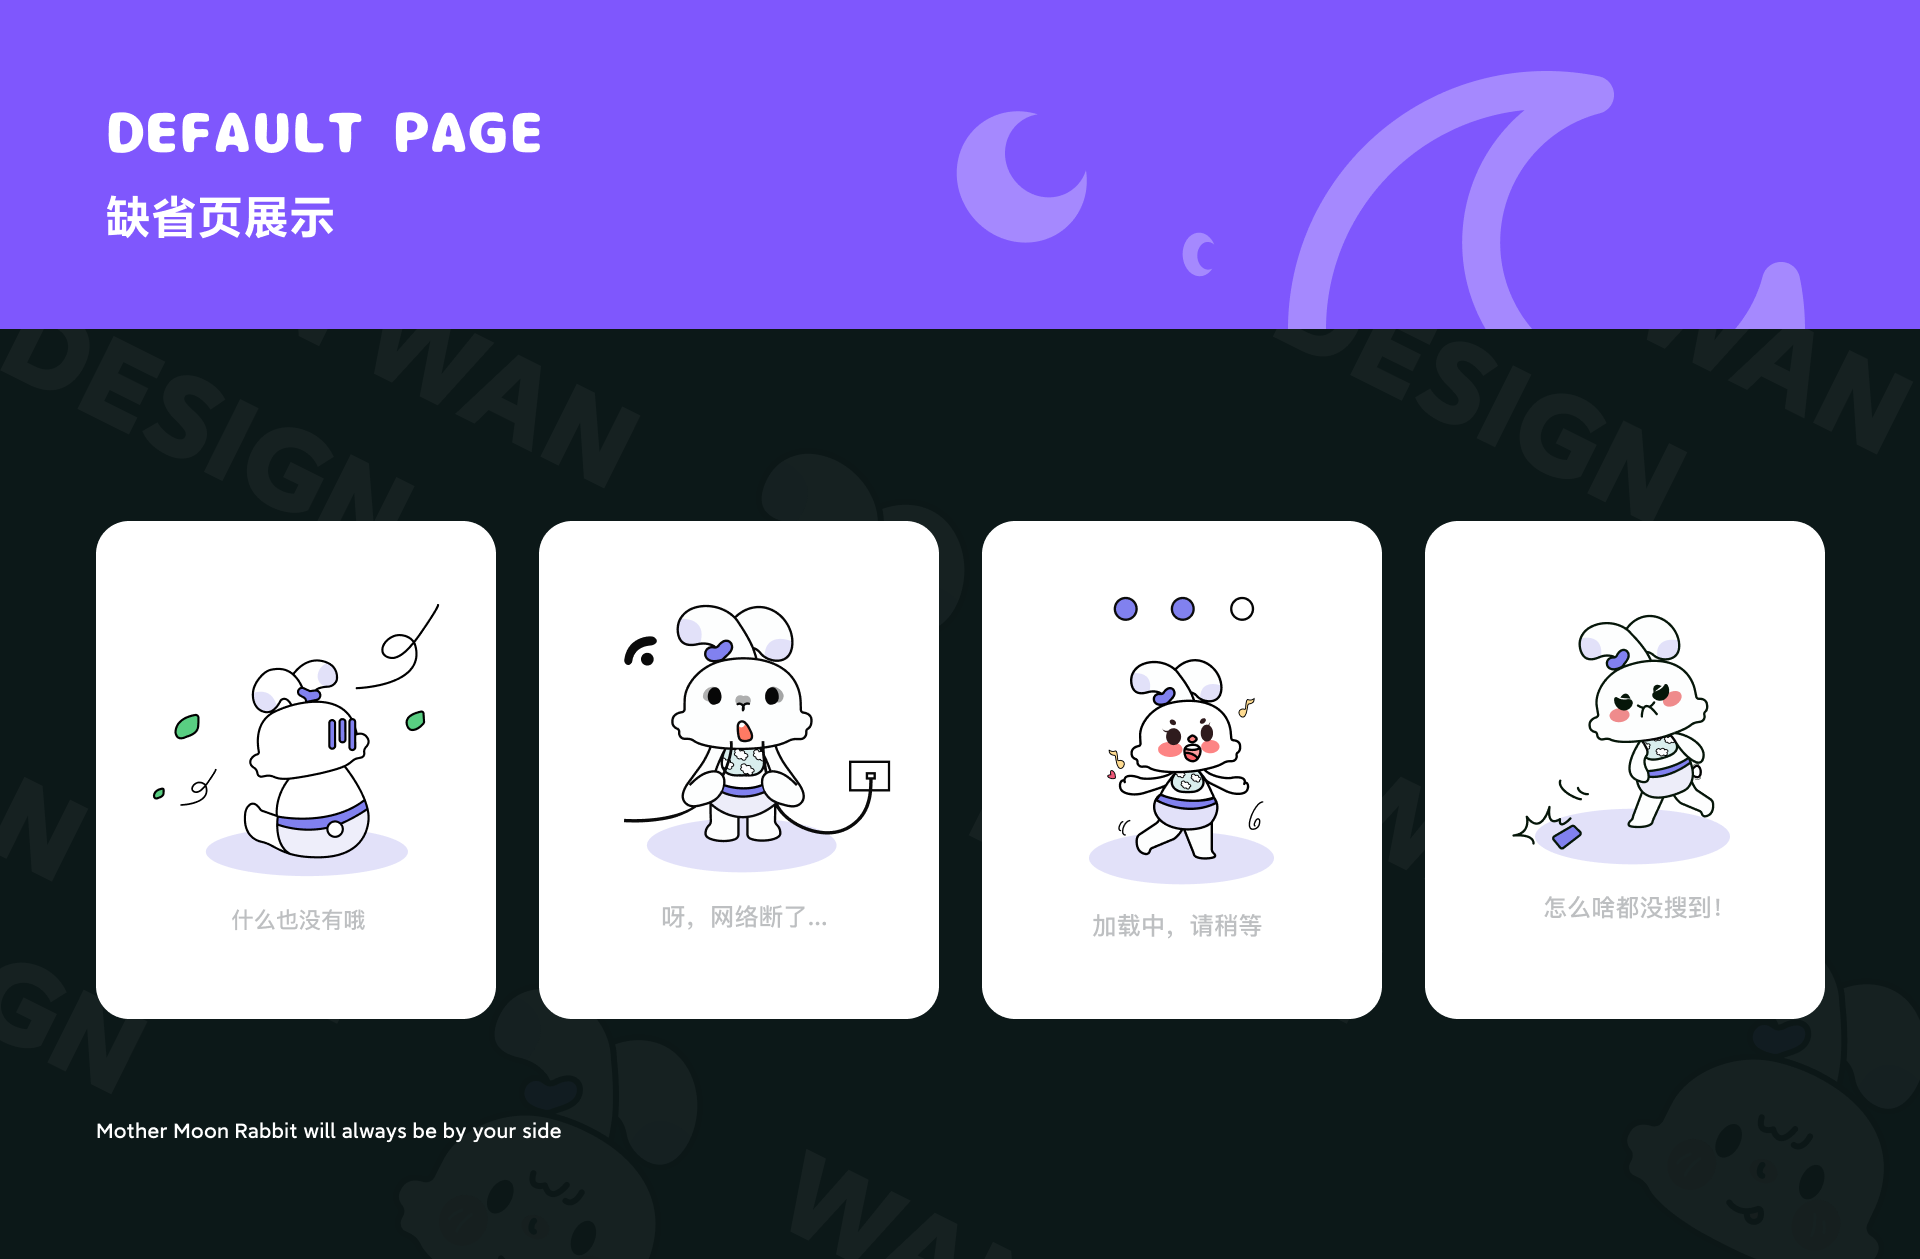 DEFAULT PAGE
缺省页展示
WAN
DESIGN
WAN
DESIGN
什么也没有哦
呀，网络断了...
加载中，请稍等
怎么啥都没搜到!
Mother Moon Rabbit will always be by your side